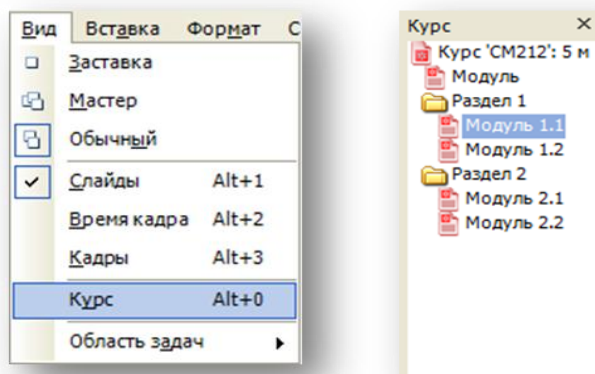 Вид Вставка Формат С
Заставка
Мастер
Обычный
Слайды Alt+1
Время кадра Alt+2
Кадры Alt+3
Курс Alt+0
Область задач
Курс
Курс 'CM212': 5 м
Модуль
Раздел 1
Модуль 1.1
Модуль 1.2
Раздел 2
Модуль 2.1
Модуль 2.2